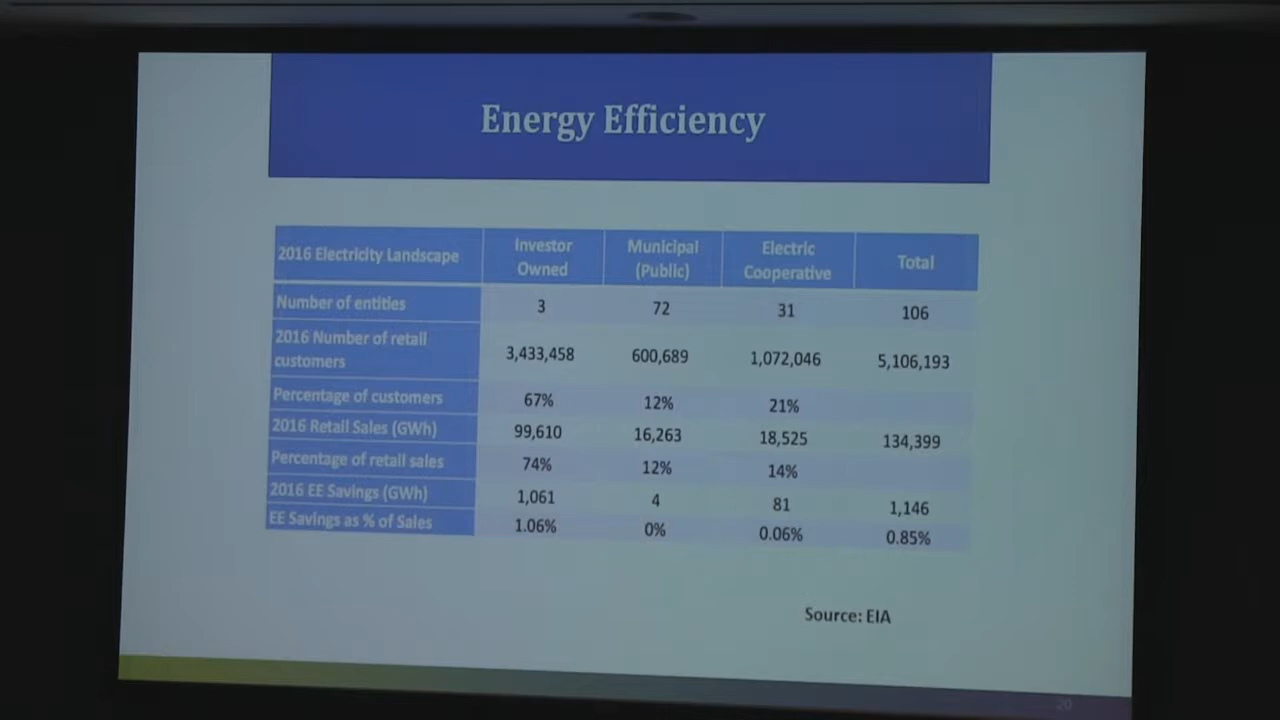 Energy Efficiency
2016 Electricity Landscape Investor Owned Municipal (Public) Electric Cooperative Total
Number of entities 3 72 31 106
2016 Number of retail customers 3,433,458 600,689 1,072,046 5,106,193
Percentage of customers 67% 12% 21%
2016 Retail Sales (GWh) 99,610 16,263 18,525 134,399
Percentage of retail sales 74% 12% 14%
2016 EE Savings (GWh) 1,061 4 81 1,146
EE Savings as % of Sales 1.06% 0% 0.06% 0.85%
Source: EIA
20